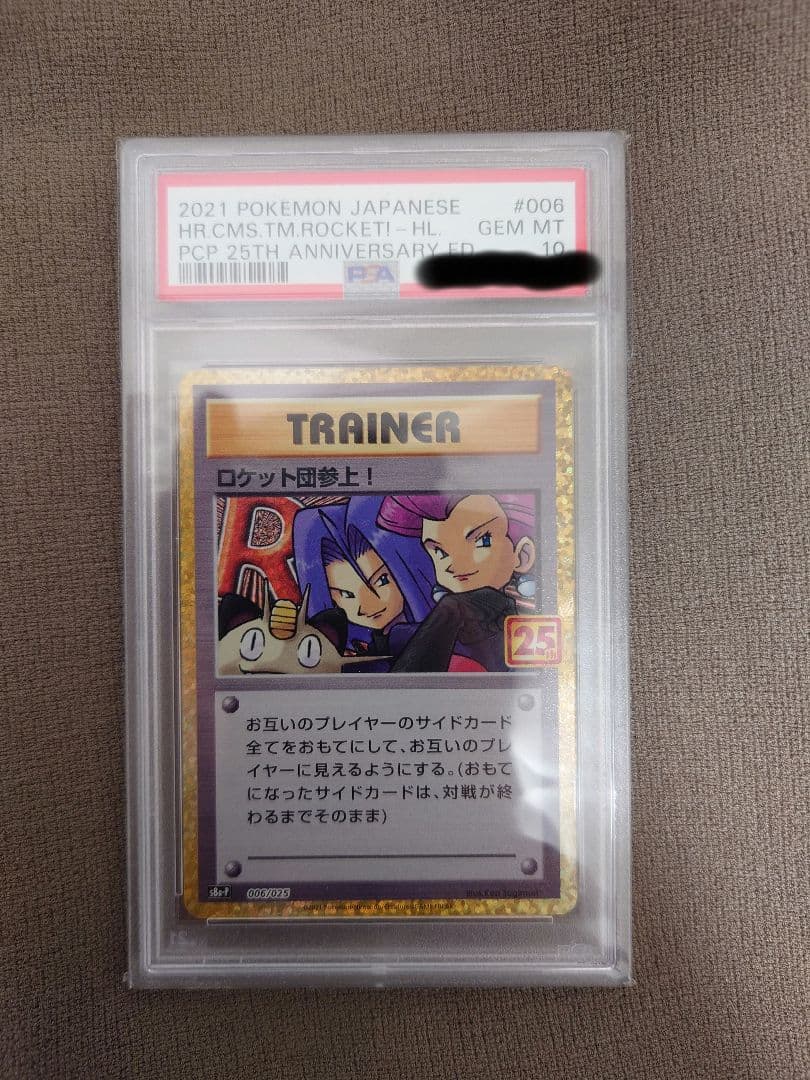 2021 POKEMON JAPANESE #006
HR.CMS.TM.ROCKET!-HL. GEM MT
PCP 25TH ANNIVERSARY ED 10
PSA
TRAINER
ロケット団参上!
R
25th
お互いのプレイヤーのサイドカード
全てをおもてにして、お互いのプレ
イヤーに見えるようにする。(おもて
になったサイドカードは、対戦が終
わるまでそのまま)
s8a-P 006/025
Illus. Ken Sugimori